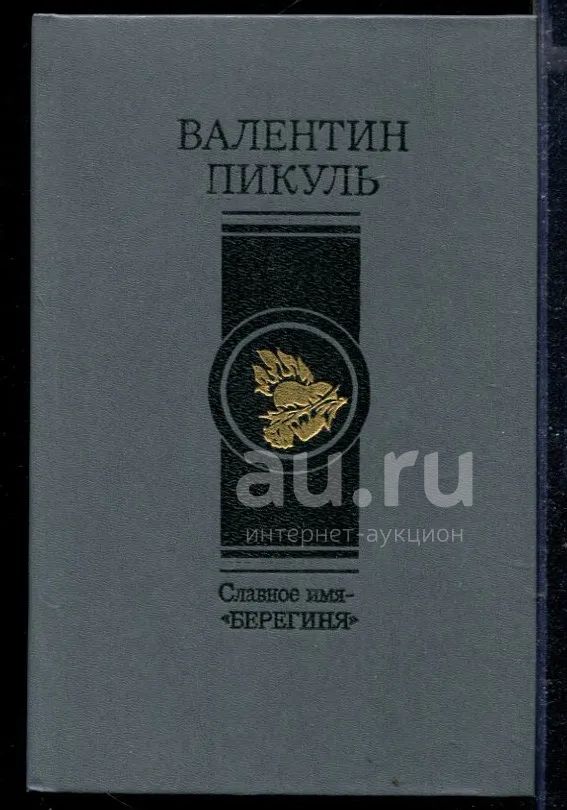 ВАЛЕНТИН
ПИКУЛЬ
au.ru
интернет-аукцион
Славное имя-
«БЕРЕГИНЯ»